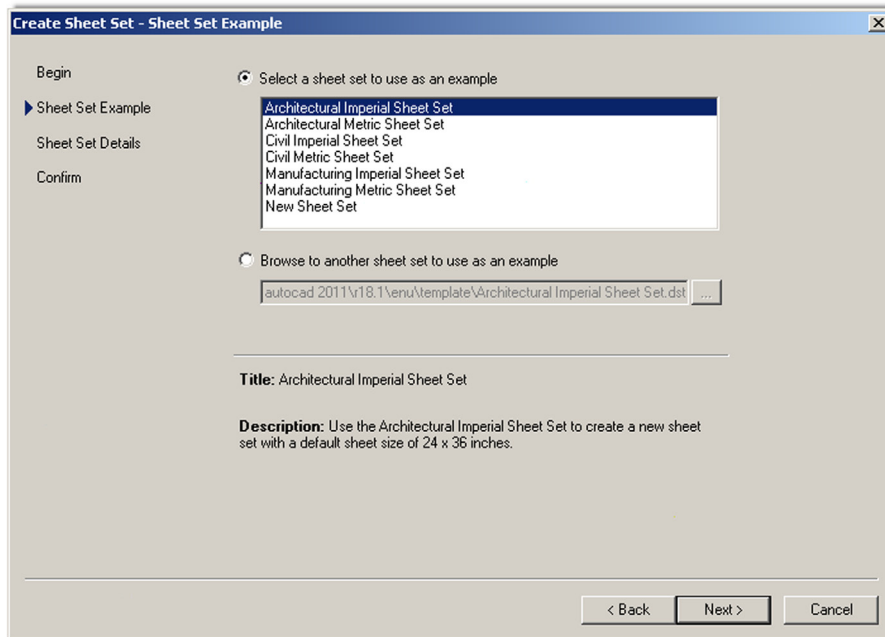 Create Sheet Set - Sheet Set Example
Begin
Sheet Set Example
Sheet Set Details
Confirm
Select a sheet set to use as an example
Architectural Imperial Sheet Set
Architectural Metric Sheet Set
Civil Imperial Sheet Set
Civil Metric Sheet Set
Manufacturing Imperial Sheet Set
Manufacturing Metric Sheet Set
New Sheet Set
Browse to another sheet set to use as an example
autocad 2011\r18.1\enu\template\Architectural Imperial Sheet Set.dst
...
Title: Architectural Imperial Sheet Set
Description: Use the Architectural Imperial Sheet Set to create a new sheet
set with a default sheet size of 24 x 36 inches.
< Back
Next >
Cancel